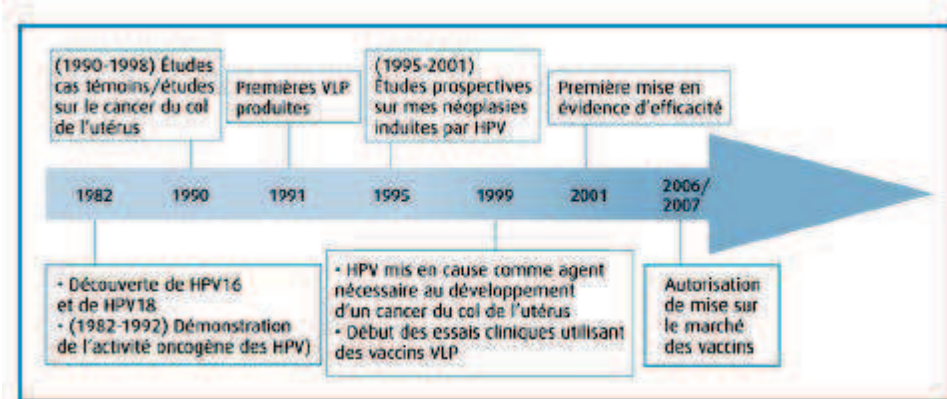 (1990-1998) Études
cas témoins/études
sur le cancer du col
de l'utérus
Premières VLP
produites
(1995-2001)
Études prospectives
sur mes néoplasies
induites par HPV
Première mise en
évidence d'efficacité
1982
1990
1991
1995
1999
2001
2006/
2007
• Découverte de HPV16
et de HPV18
• (1982-1992) Démonstration
de l'activité oncogène des HPV)
• HPV mis en cause comme agent
nécessaire au développement
d'un cancer du col de l'utérus
• Début des essais cliniques utilisant
des vaccins VLP
Autorisation
de mise sur
le marché
des vaccins